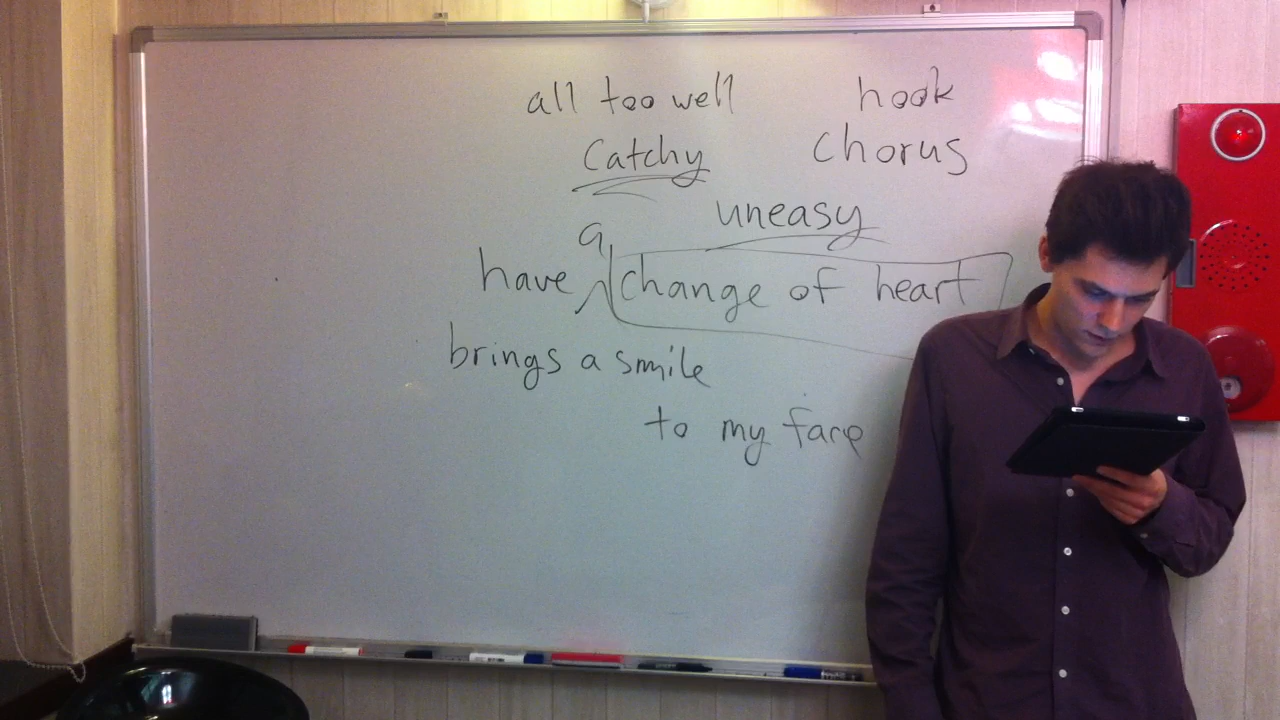 all too well hook
catchy chorus
uneasy
a
have change of heart
brings a smile
to my face